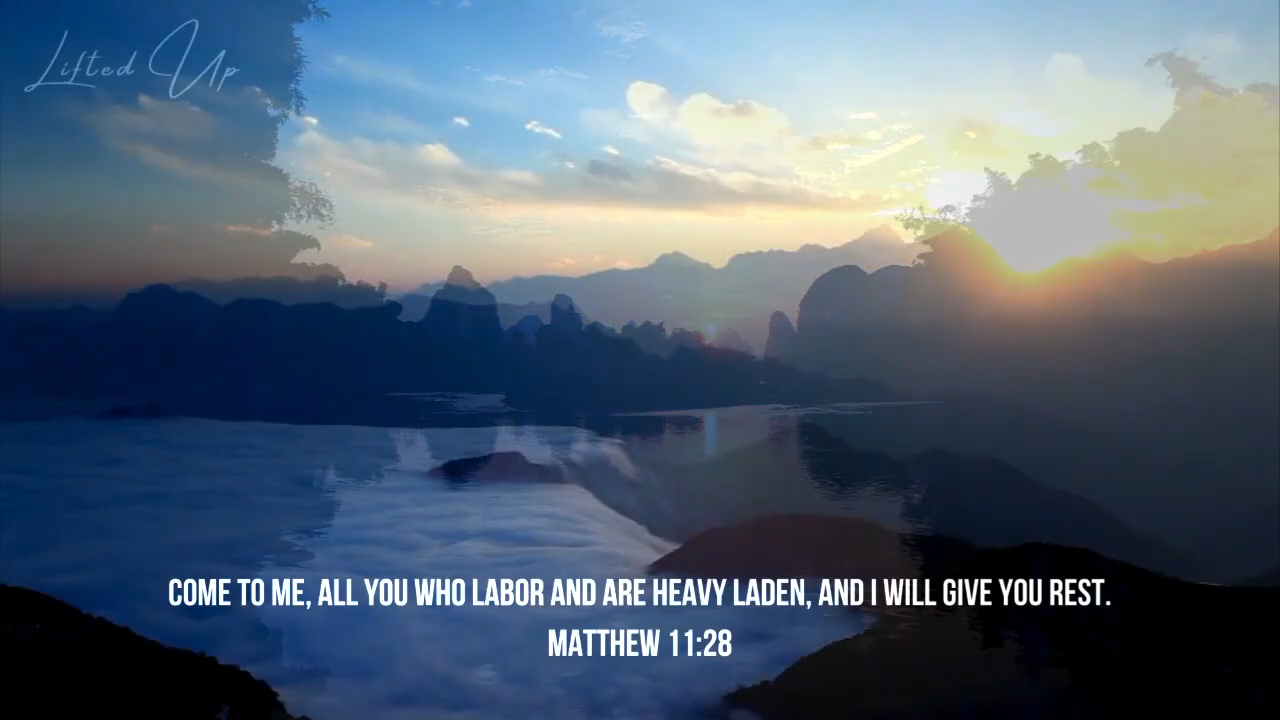 Lifted Up
COME TO ME, ALL YOU WHO LABOR AND ARE HEAVY LADEN, AND I WILL GIVE YOU REST.
MATTHEW 11:28